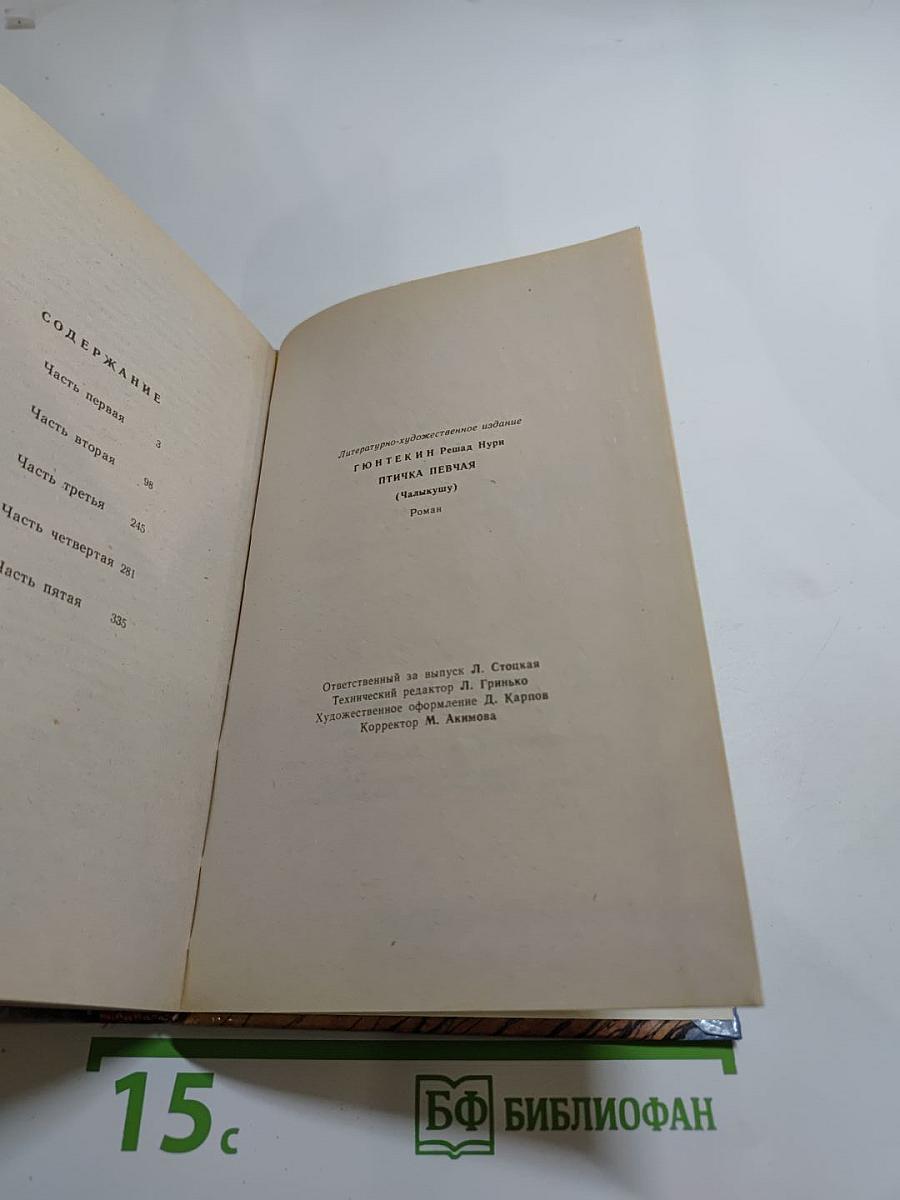 СОДЕРЖАНИЕ
Часть первая 3
Часть вторая 98
Часть третья 245
Часть четвертая 281
Часть пятая 335
Литературно-художественное издание
ГЮНТЕКИН Решад Нури
ПТИЧКА ПЕВЧАЯ
(Чалыкушу)
Роман
Ответственный за выпуск Л. Стоцкая
Технический редактор Л. Гринько
Художественное оформление Д. Карпов
Корректор М. Акимова
15 с
БФ БИБЛИОФАН